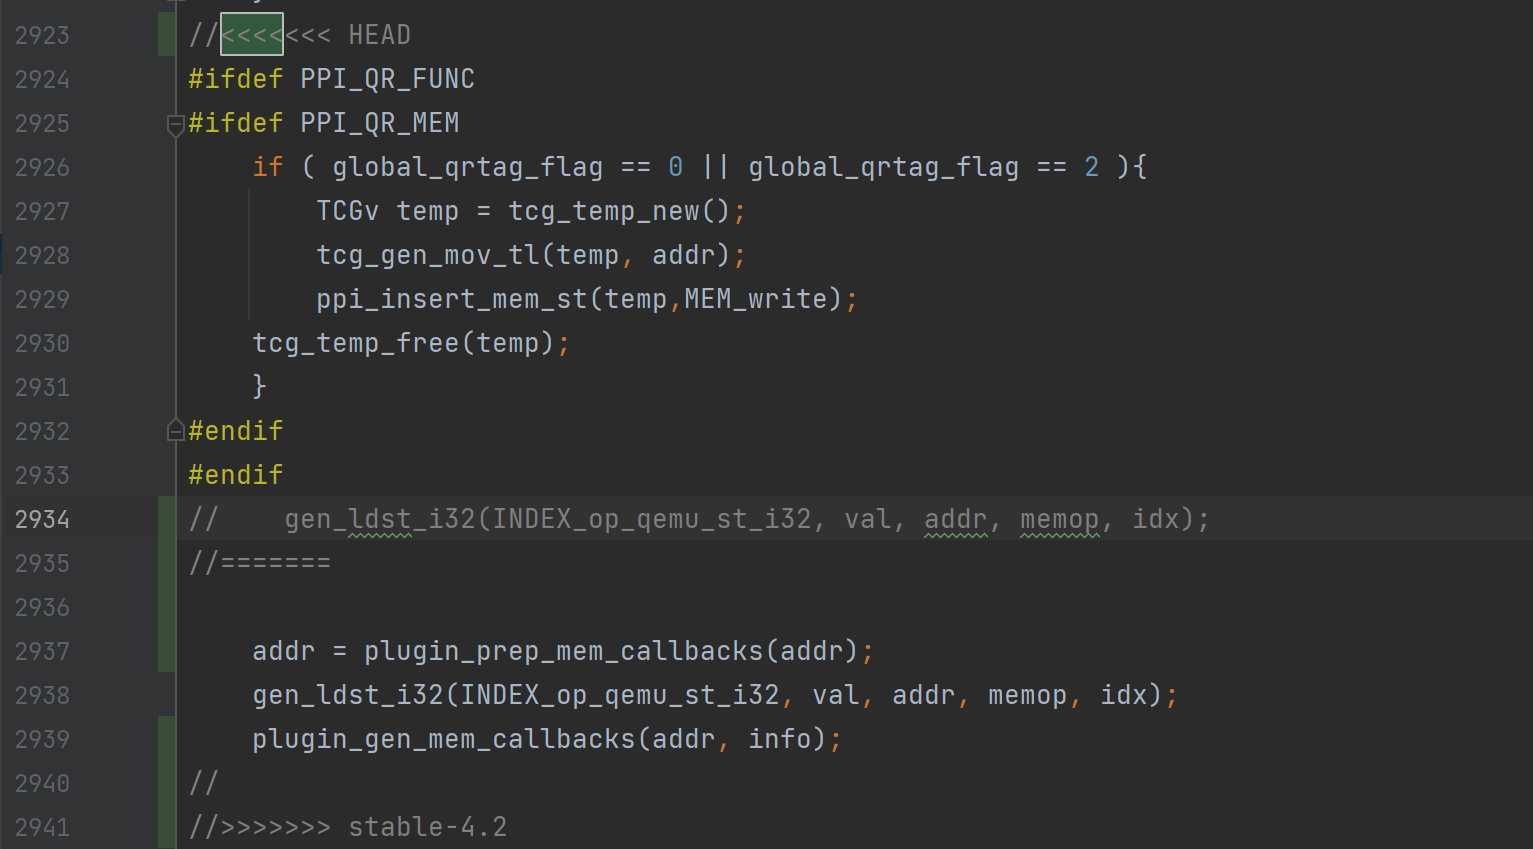 2923 //<<<<<<< HEAD
2924 #ifdef PPI_QR_FUNC
2925 #ifdef PPI_QR_MEM
2926     if ( global_qrtag_flag == 0 || global_qrtag_flag == 2 ){
2927         TCGv temp = tcg_temp_new();
2928         tcg_gen_mov_tl(temp, addr);
2929         ppi_insert_mem_st(temp,MEM_write);
2930     tcg_temp_free(temp);
2931     }
2932 #endif
2933 #endif
2934 //    gen_ldst_i32(INDEX_op_qemu_st_i32, val, addr, memop, idx);
2935 //=======
2936
2937     addr = plugin_prep_mem_callbacks(addr);
2938     gen_ldst_i32(INDEX_op_qemu_st_i32, val, addr, memop, idx);
2939     plugin_gen_mem_callbacks(addr, info);
2940 //
2941 //>>>>>>> stable-4.2